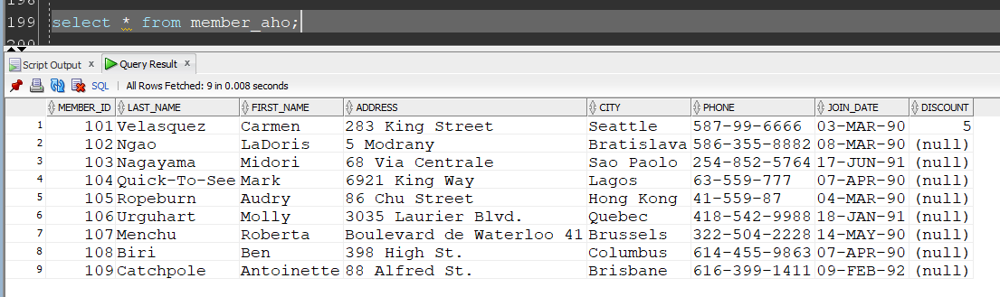 198
199 select * from member_aho;
200
Script Output x Query Result x
SQL | All Rows Fetched: 9 in 0.008 seconds
MEMBER_ID LAST_NAME FIRST_NAME ADDRESS CITY PHONE JOIN_DATE DISCOUNT
1 101 Velasquez Carmen 283 King Street Seattle 587-99-6666 03-MAR-90 5
2 102 Ngao LaDoris 5 Modrany Bratislava 586-355-8882 08-MAR-90 (null)
3 103 Nagayama Midori 68 Via Centrale Sao Paolo 254-852-5764 17-JUN-91 (null)
4 104 Quick-To-See Mark 6921 King Way Lagos 63-559-777 07-APR-90 (null)
5 105 Ropeburn Audry 86 Chu Street Hong Kong 41-559-87 04-MAR-90 (null)
6 106 Urguhart Molly 3035 Laurier Blvd. Quebec 418-542-9988 18-JAN-91 (null)
7 107 Menchu Roberta Boulevard de Waterloo 41 Brussels 322-504-2228 14-MAY-90 (null)
8 108 Biri Ben 398 High St. Columbus 614-455-9863 07-APR-90 (null)
9 109 Catchpole Antoinette 88 Alfred St. Brisbane 616-399-1411 09-FEB-92 (null)